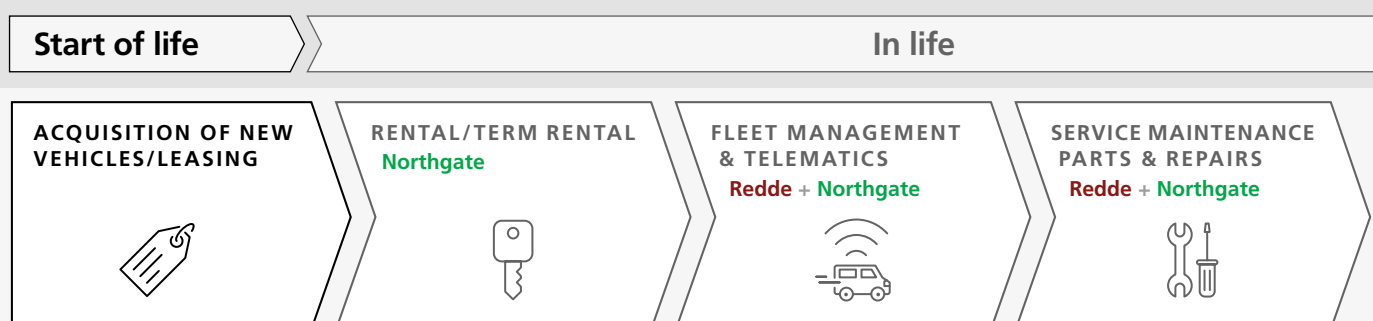 Start of life
In life
ACQUISITION OF NEW
VEHICLES/LEASING
RENTAL/TERM RENTAL
Northgate
FLEET MANAGEMENT
& TELEMATICS
Redde + Northgate
SERVICE MAINTENANCE
PARTS & REPAIRS
Redde + Northgate